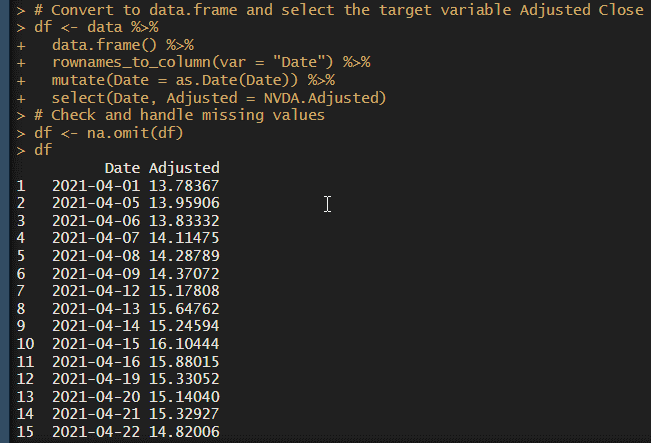 > # Convert to data.frame and select the target variable Adjusted Close
> df <- data %>%
+   data.frame() %>%
+   rownames_to_column(var = "Date") %>%
+   mutate(Date = as.Date(Date)) %>%
+   select(Date, Adjusted = NVDA.Adjusted)
> # Check and handle missing values
> df <- na.omit(df)
> df
          Date Adjusted
1   2021-04-01 13.78367
2   2021-04-05 13.95906
3   2021-04-06 13.83332
4   2021-04-07 14.11475
5   2021-04-08 14.28789
6   2021-04-09 14.37072
7   2021-04-12 15.17808
8   2021-04-13 15.64762
9   2021-04-14 15.24594
10  2021-04-15 16.10444
11  2021-04-16 15.88015
12  2021-04-19 15.33052
13  2021-04-20 15.14040
14  2021-04-21 15.32927
15  2021-04-22 14.82006